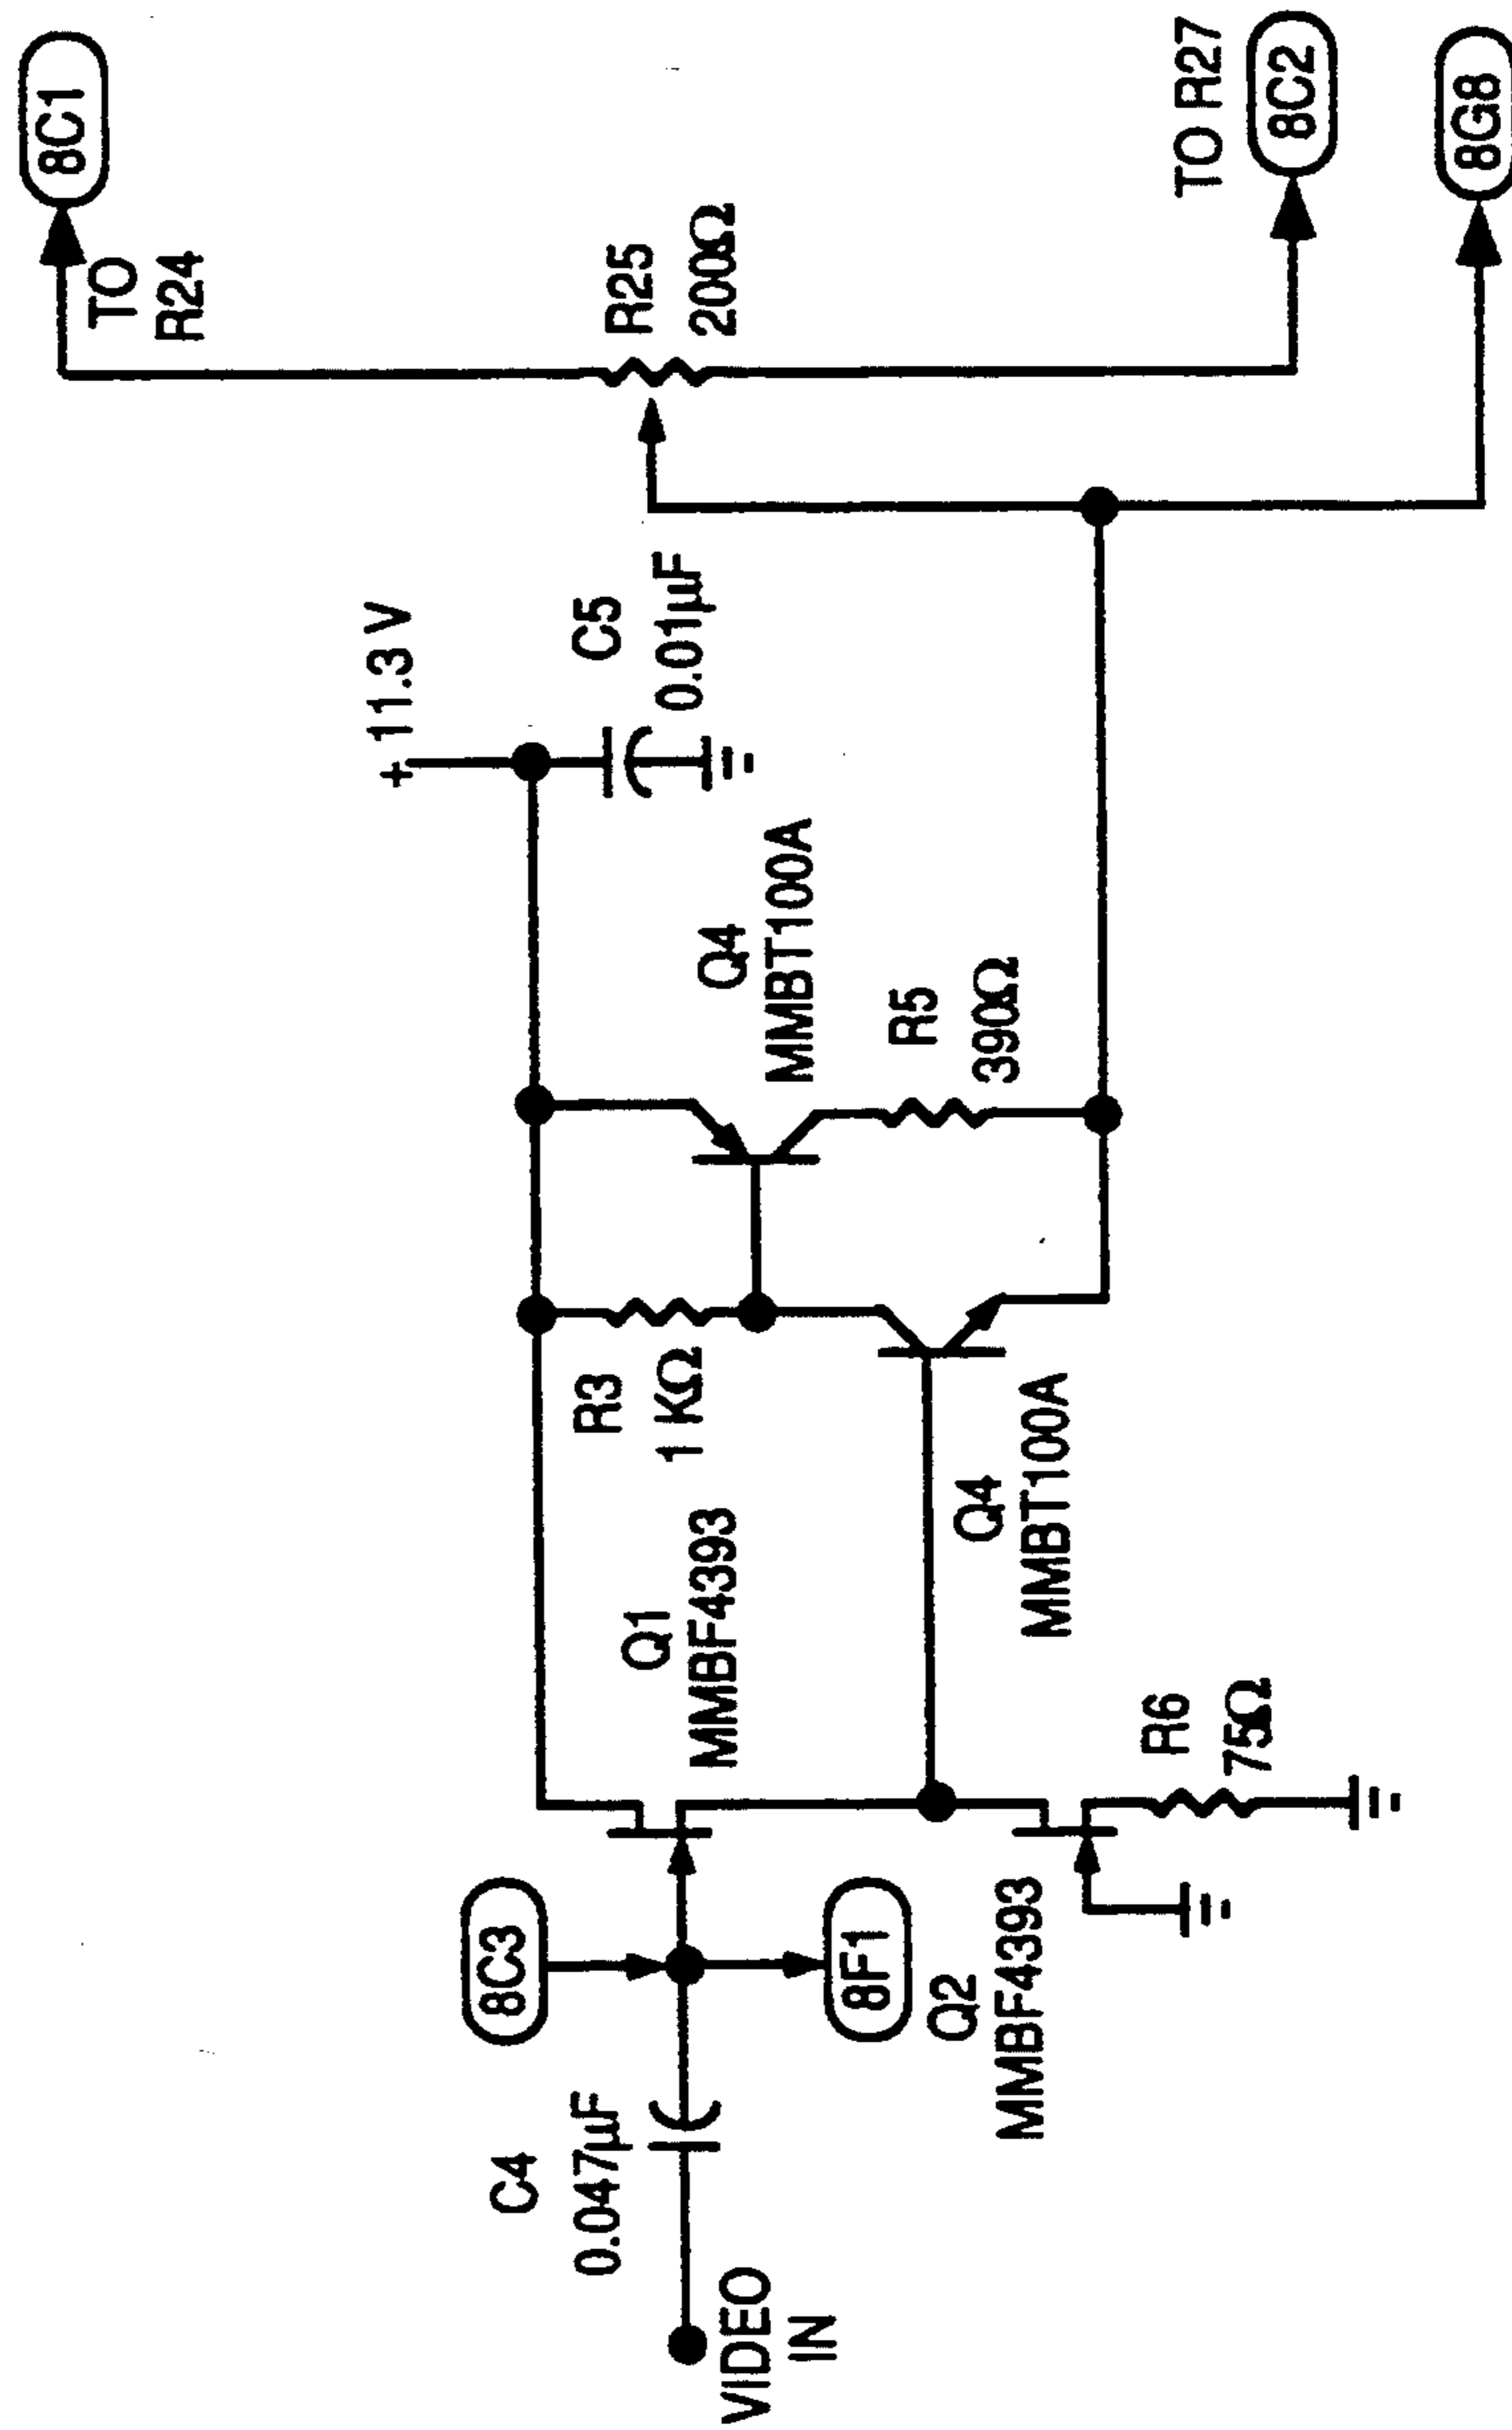 VIDEO
IN
C4
0.047µF
8C3
8F1
Q1
MMBF4393
Q2
MMBF4393
R6
75Ω
R3
1 KΩ
Q4
MMBT100A
Q4
MMBT100A
R5
390Ω
+11.3 V
C5
0.01µF
TO
R24
8C1
R25
200Ω
TO R27
8C2
8G8